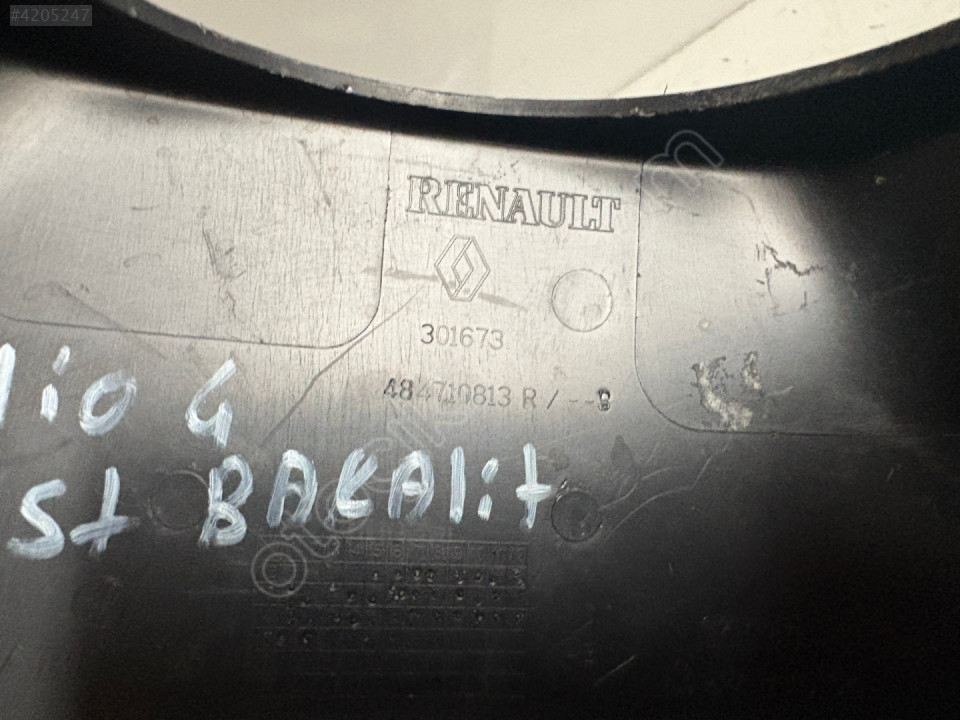 #4205247
RENAULT
301673
484710813 R / --B
lio 4
st BAKAlit